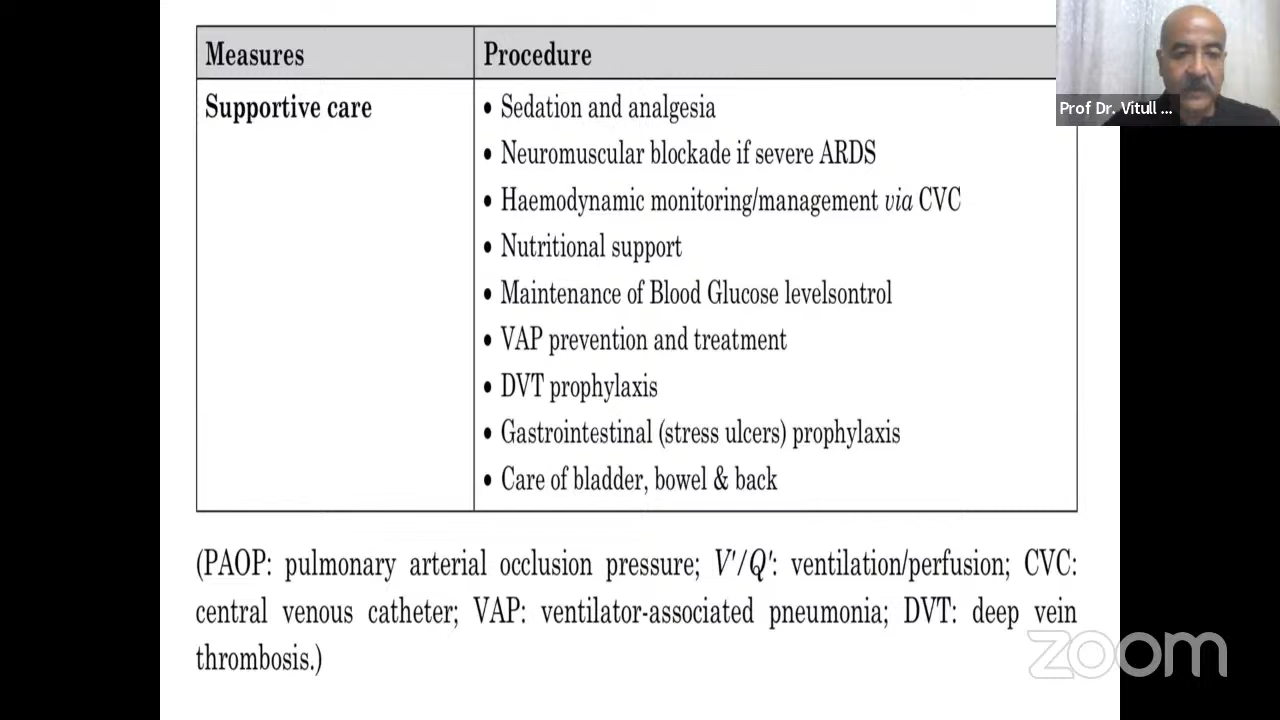 Measures Procedure
Supportive care
• Sedation and analgesia
• Neuromuscular blockade if severe ARDS
• Haemodynamic monitoring/management via CVC
• Nutritional support
• Maintenance of Blood Glucose levelsontrol
• VAP prevention and treatment
• DVT prophylaxis
• Gastrointestinal (stress ulcers) prophylaxis
• Care of bladder, bowel & back
(PAOP: pulmonary arterial occlusion pressure; V'/Q': ventilation/perfusion; CVC:
central venous catheter; VAP: ventilator-associated pneumonia; DVT: deep vein
thrombosis.)
Prof Dr. Vitull ...
zoom